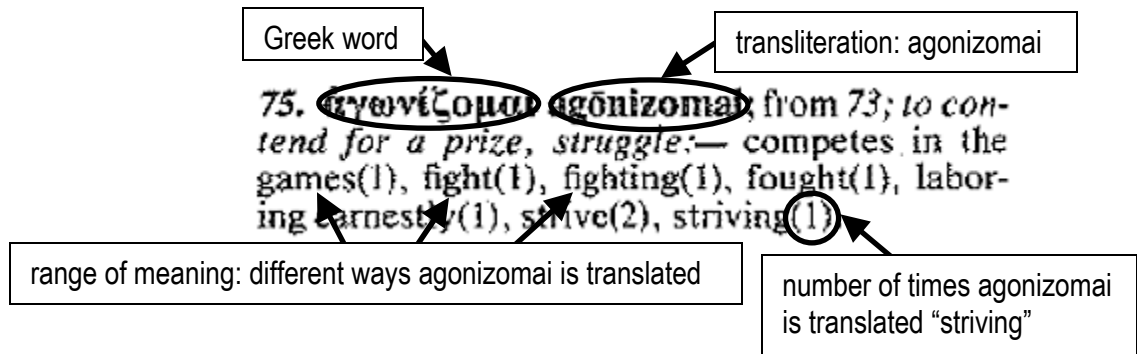 Greek word
transliteration: agonizomai
75. ἀγωνίζομαι agōnizomai; from 73; to con-
tend for a prize, struggle:— competes in the
games(1), fight(1), fighting(1), fought(1), labor-
ing earnestly(1), strive(2), striving(1)
range of meaning: different ways agonizomai is translated
number of times agonizomai
is translated “striving”